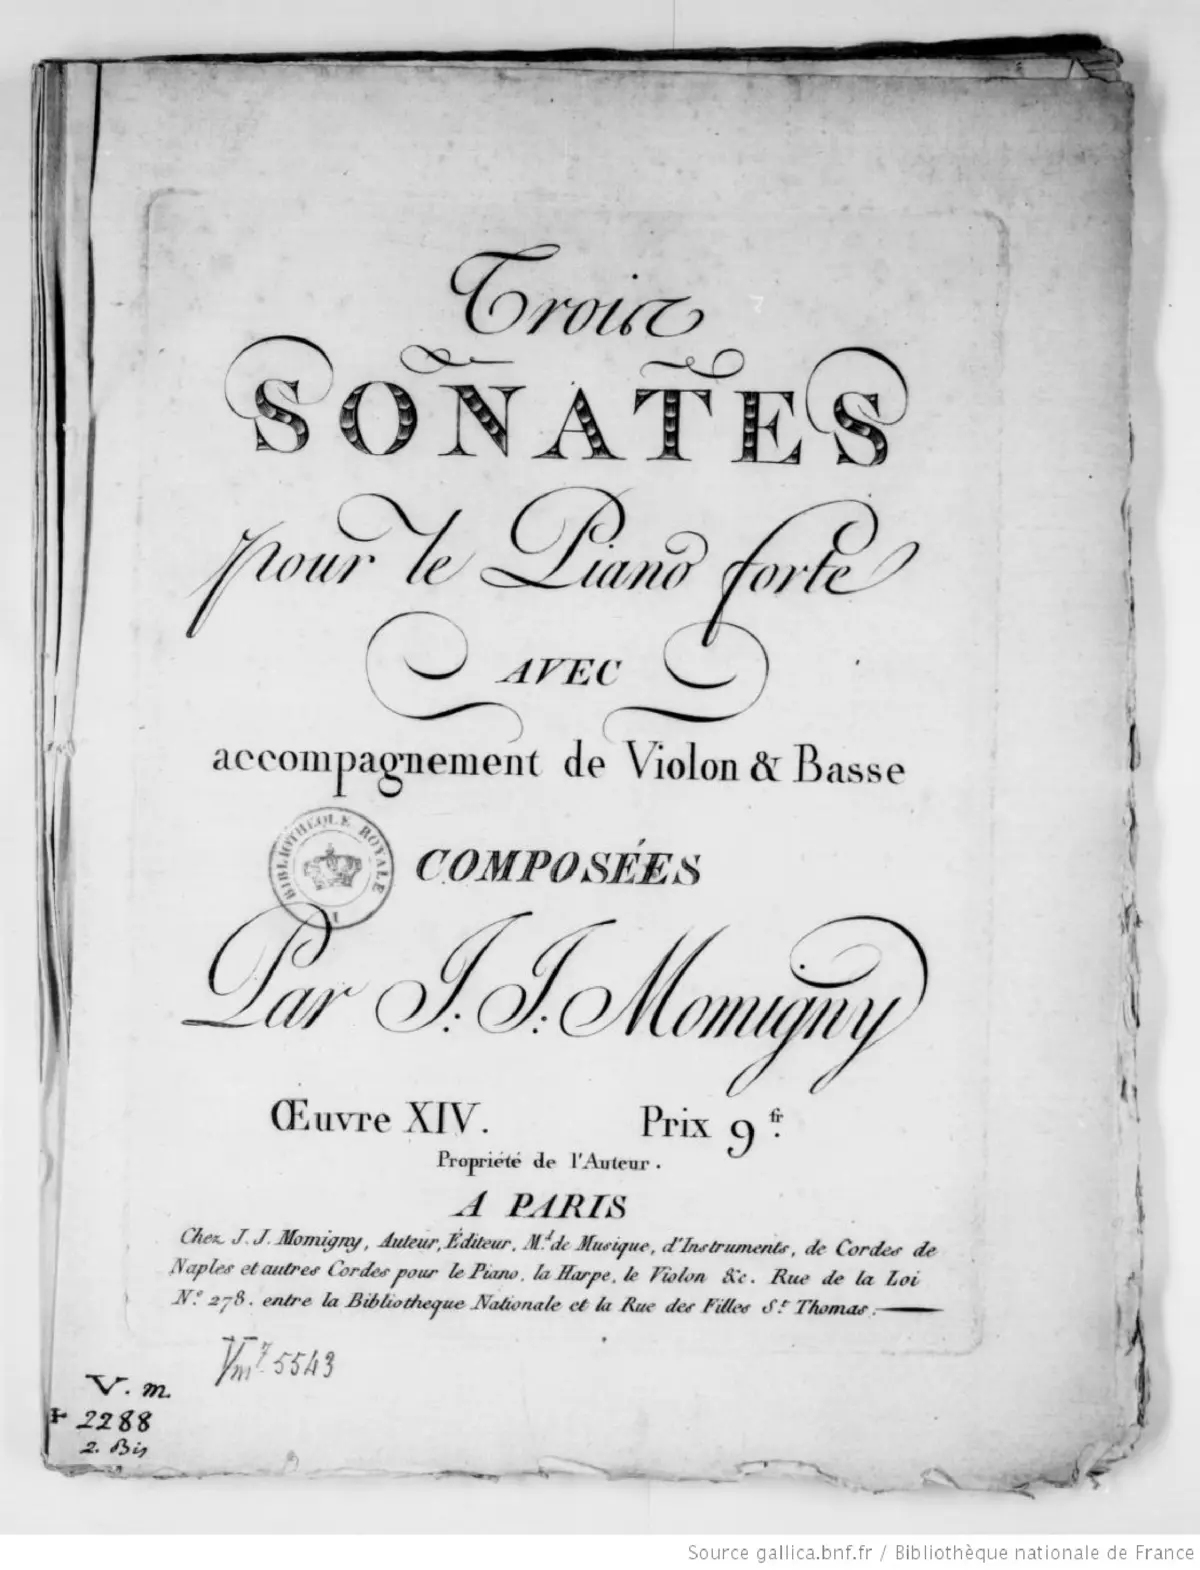 Trois
SONATES
pour le Piano forte
AVEC
accompagnement de Violon & Basse
BIBLIOTHEQUE ROYALE
I
COMPOSÉES
Par J. J. Momigny
Œuvre XIV. Prix 9 fr.
Propriété de l'Auteur.
A PARIS
Chez J. J. Momigny, Auteur, Éditeur, M.d de Musique, d'Instruments, de Cordes de
Naples et autres Cordes pour le Piano, la Harpe, le Violon &c. Rue de la Loi
N.o 278. entre la Bibliotheque Nationale et la Rue des Filles S.t Thomas.
Vm7 5543
V. m.
2288
2. Bis
Source gallica.bnf.fr / Bibliothèque nationale de France